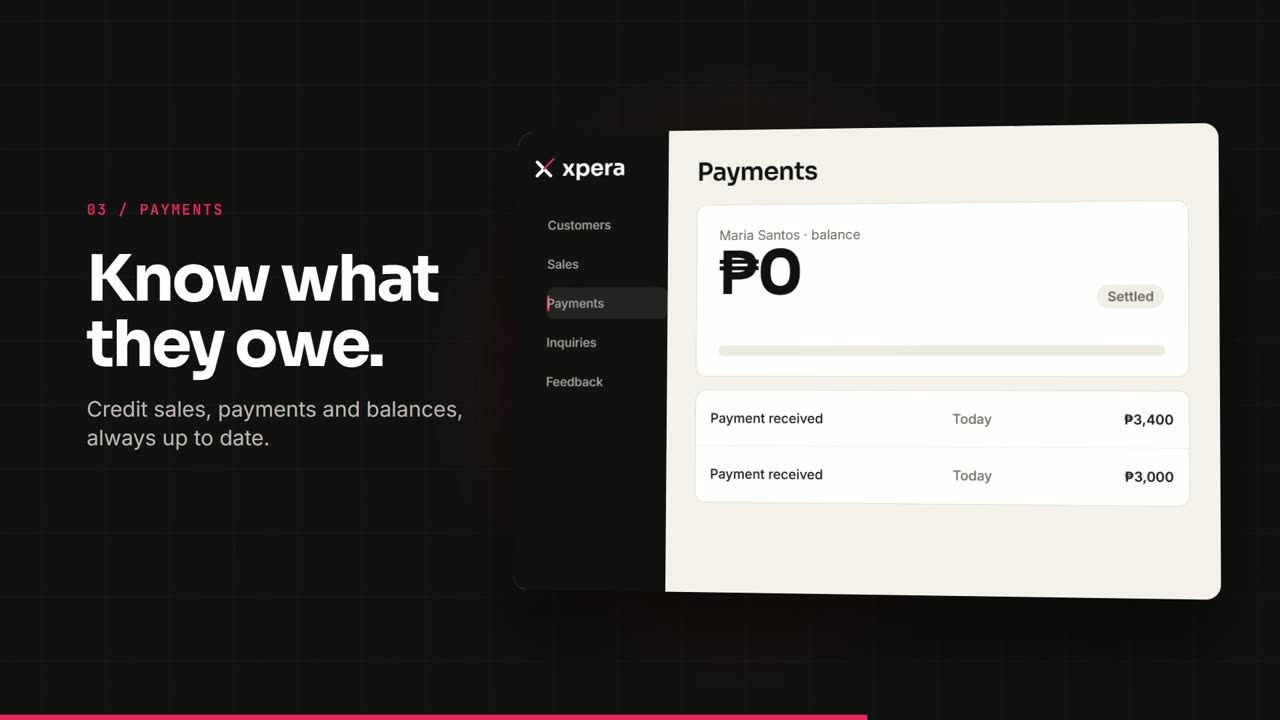 03 / PAYMENTS
Know what
they owe.
Credit sales, payments and balances,
always up to date.
xpera
Customers
Sales
Payments
Inquiries
Feedback
Payments
Maria Santos · balance
₱0
Settled
Payment received Today ₱3,400
Payment received Today ₱3,000